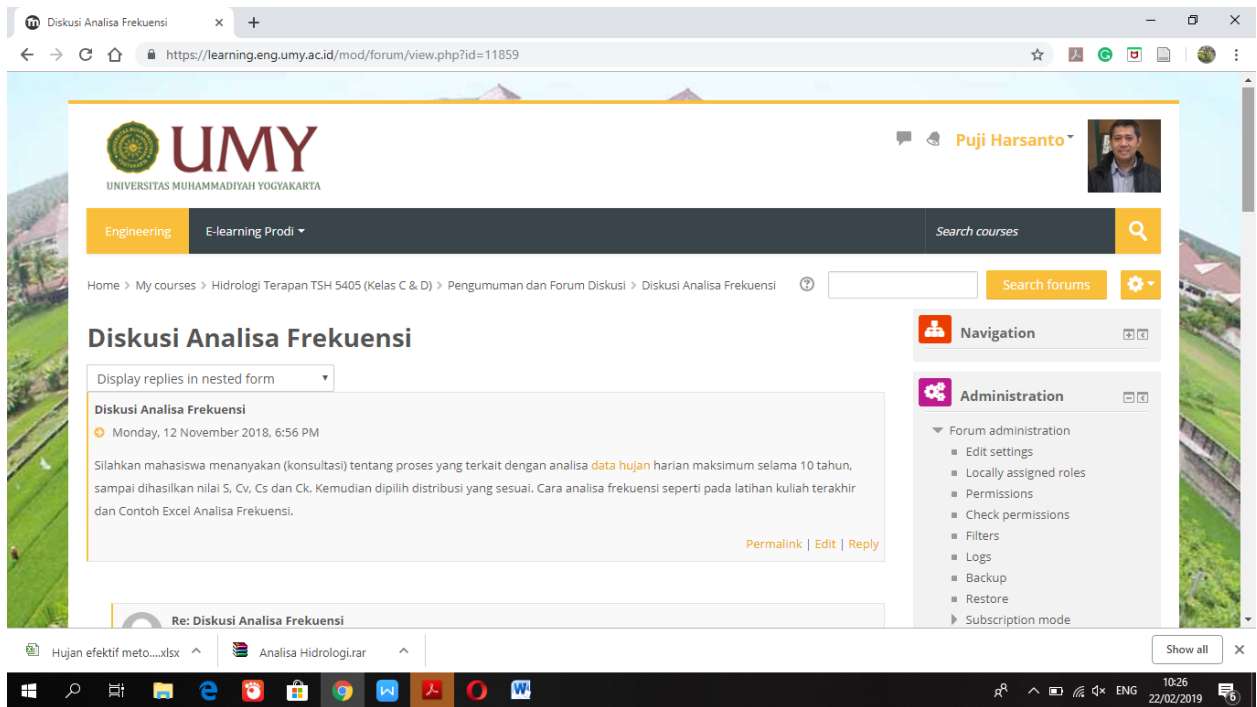 Diskusi Analisa Frekuensi
https://learning.eng.umy.ac.id/mod/forum/view.php?id=11859
UMY
UNIVERSITAS MUHAMMADIYAH YOGYAKARTA
Puji Harsanto
Engineering
E-learning Prodi
Search courses
Home > My courses > Hidrologi Terapan TSH 5405 (Kelas C & D) > Pengumuman dan Forum Diskusi > Diskusi Analisa Frekuensi
Search forums
Diskusi Analisa Frekuensi
Display replies in nested form
Diskusi Analisa Frekuensi
Monday, 12 November 2018, 6:56 PM
Silahkan mahasiswa menanyakan (konsultasi) tentang proses yang terkait dengan analisa data hujan harian maksimum selama 10 tahun,
sampai dihasilkan nilai S, Cv, Cs dan Ck. Kemudian dipilih distribusi yang sesuai. Cara analisa frekuensi seperti pada latihan kuliah terakhir
dan Contoh Excel Analisa Frekuensi.
Permalink | Edit | Reply
Re: Diskusi Analisa Frekuensi
Navigation
Administration
Forum administration
Edit settings
Locally assigned roles
Permissions
Check permissions
Filters
Logs
Backup
Restore
Subscription mode
Hujan efektif meto....xlsx
Analisa Hidrologi.rar
Show all
ENG
10:26
22/02/2019